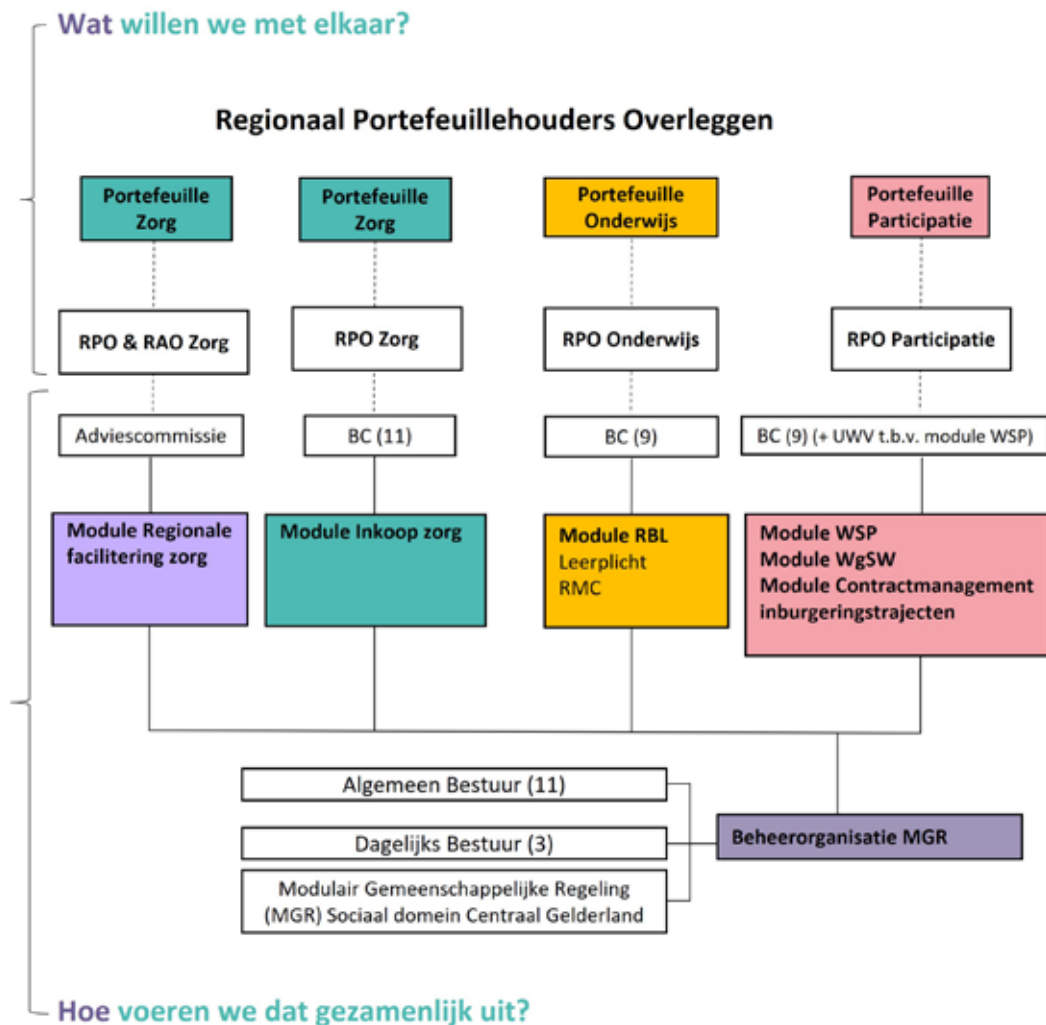 Wat willen we met elkaar?
Regionaal Portefeuillehouders Overleggen
Portefeuille
Zorg
Portefeuille
Zorg
Portefeuille
Onderwijs
Portefeuille
Participatie
RPO & RAO Zorg
RPO Zorg
RPO Onderwijs
RPO Participatie
Adviescommissie
BC (11)
BC (9)
BC (9) (+ UWV t.b.v. module WSP)
Module Regionale
facilitering zorg
Module Inkoop zorg
Module RBL
Leerplicht
RMC
Module WSP
Module WgSW
Module Contractmanagement
inburgeringstrajecten
Algemeen Bestuur (11)
Dagelijks Bestuur (3)
Modulair Gemeenschappelijke Regeling
(MGR) Sociaal domein Centraal Gelderland
Beheerorganisatie MGR
Hoe voeren we dat gezamenlijk uit?